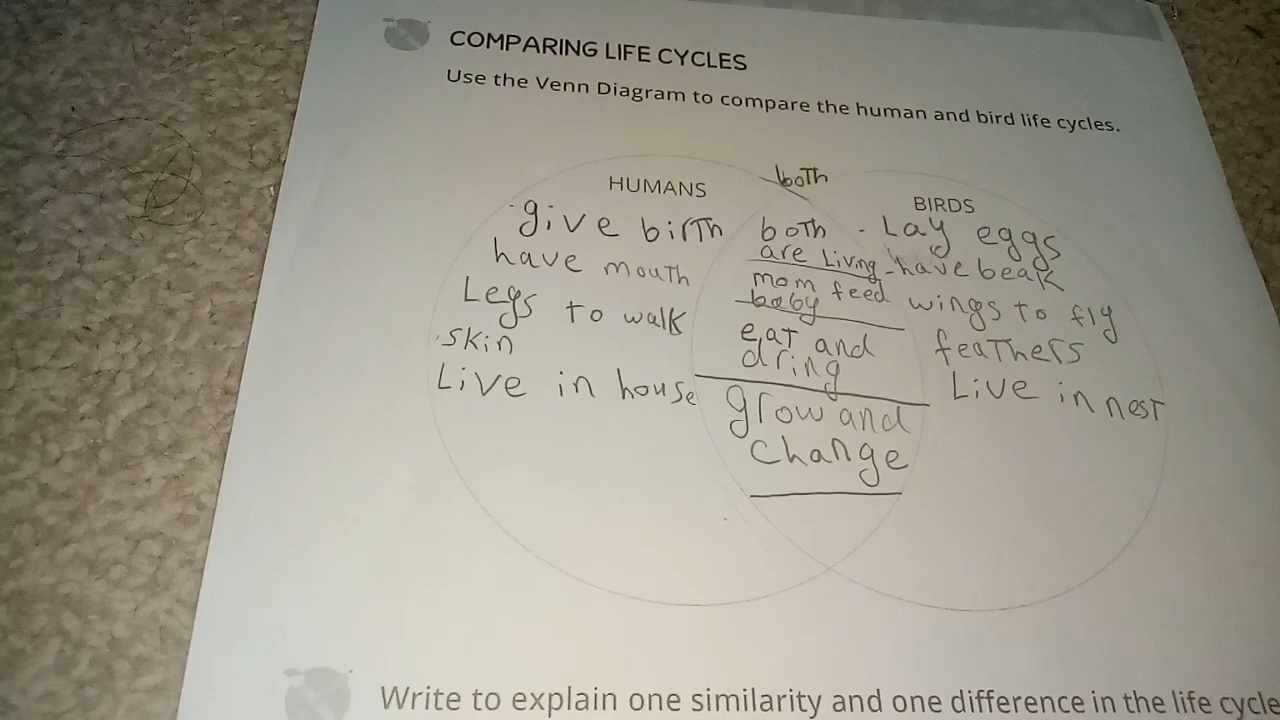 COMPARING LIFE CYCLES
Use the Venn Diagram to compare the human and bird life cycles.
both
HUMANS
give birth
have mouth
Legs to walk
skin
Live in house
both
are Living
mom feed
baby
eat and
dring
grow and
change
BIRDS
- Lay eggs
- have beak
wings to fly
feathers
Live in nest
Write to explain one similarity and one difference in the life cycle